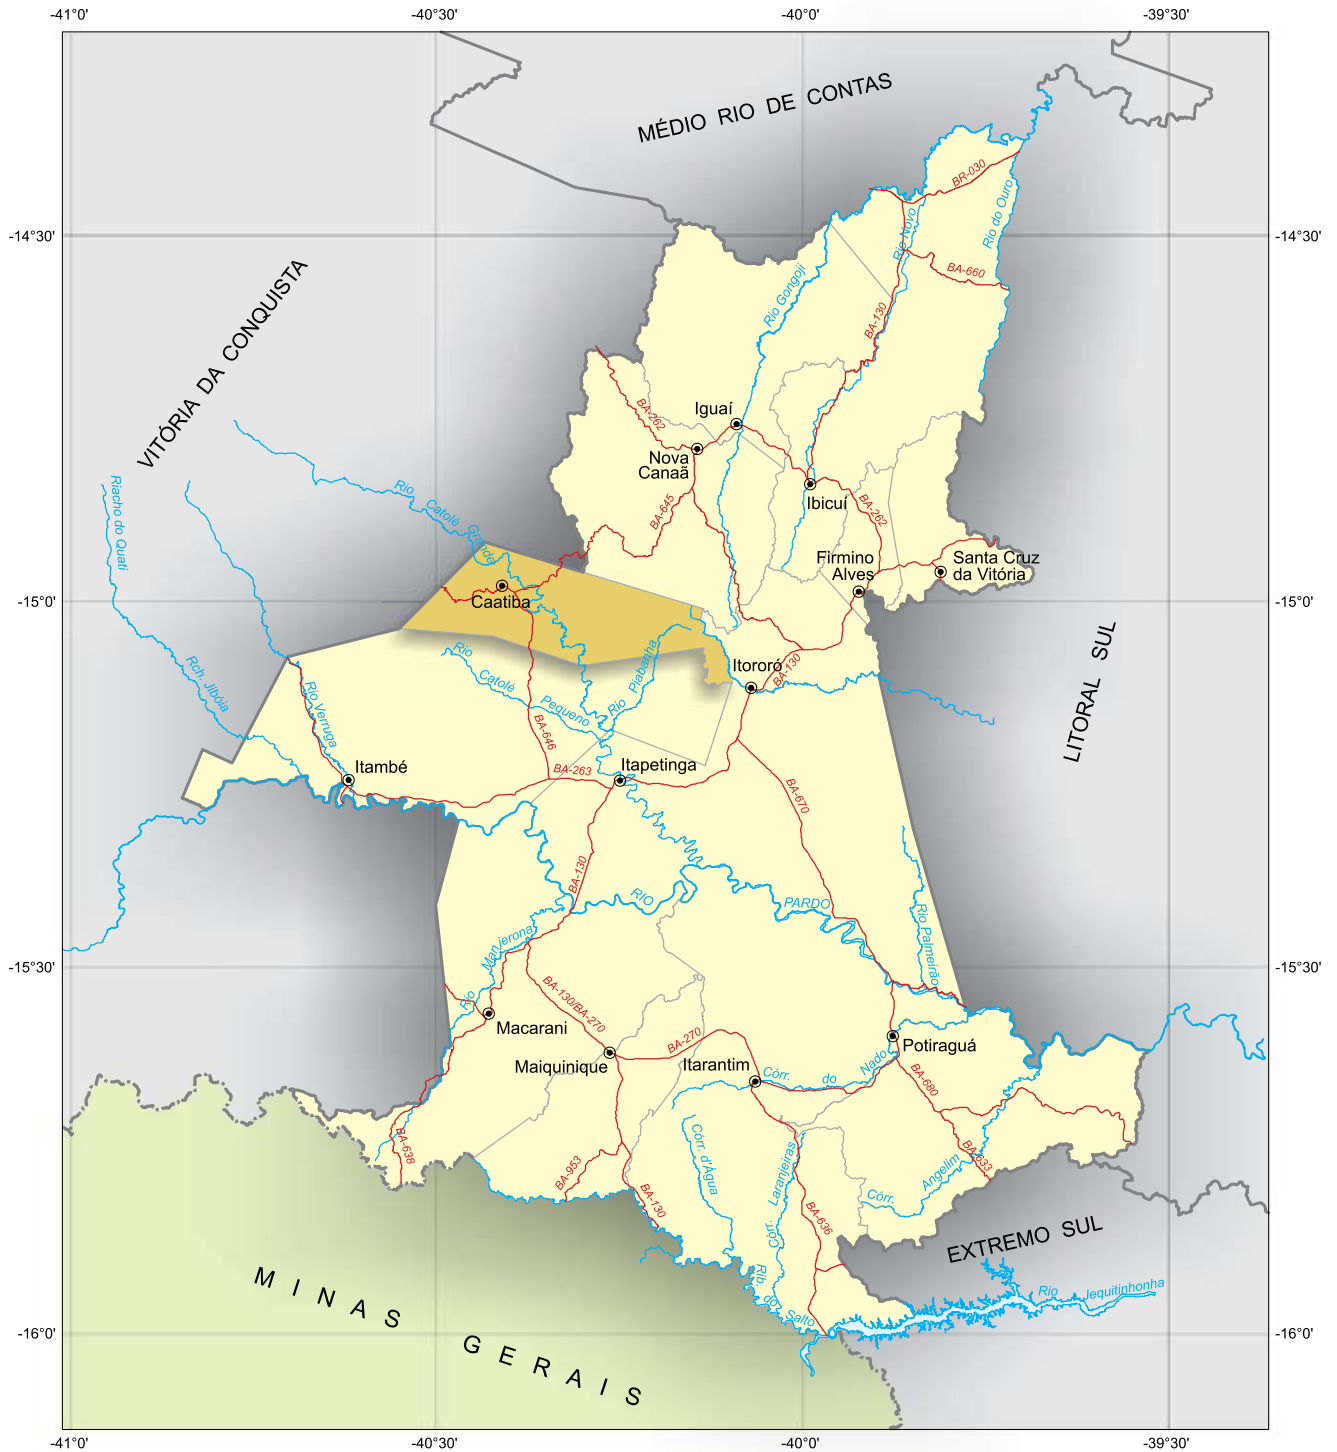 -41°0'
-40°30'
-40°0'
-39°30'
MÉDIO RIO DE CONTAS
BR-030
Rio do Ouro
Rio Novo
-14°30'
-14°30'
BA-660
Rio Gongoji
VITÓRIA DA CONQUISTA
BA-130
BA-262
Iguaí
Nova
Canaã
Riacho do Quati
Rio Catolé Grande
BA-645
Ibicuí
BA-262
Firmino
Alves
Santa Cruz
da Vitória
Caatiba
-15°0'
-15°0'
Rio Catolé Pequeno
Rio Piabanha
Itororó
BA-130
Rch. Jibóia
Rio Verruga
LITORAL SUL
BA-646
Itambé
BA-263
Itapetinga
BA-670
BA-130
RIO PARDO
Rio Palmeirão
Rio Manjerona
-15°30'
-15°30'
BA-130/BA-270
Macarani
BA-270
Maiquinique
Itarantim
Córr. do Nado
Potiraguá
BA-680
BA-638
Córr. d'Água
BA-953
BA-130
Córr. Laranjeiras
BA-633
Córr. Angelim
BA-636
EXTREMO SUL
Rib. do Salto
Rio Jequitinhonha
MINAS GERAIS
-16°0'
-16°0'
-41°0'
-40°30'
-40°0'
-39°30'